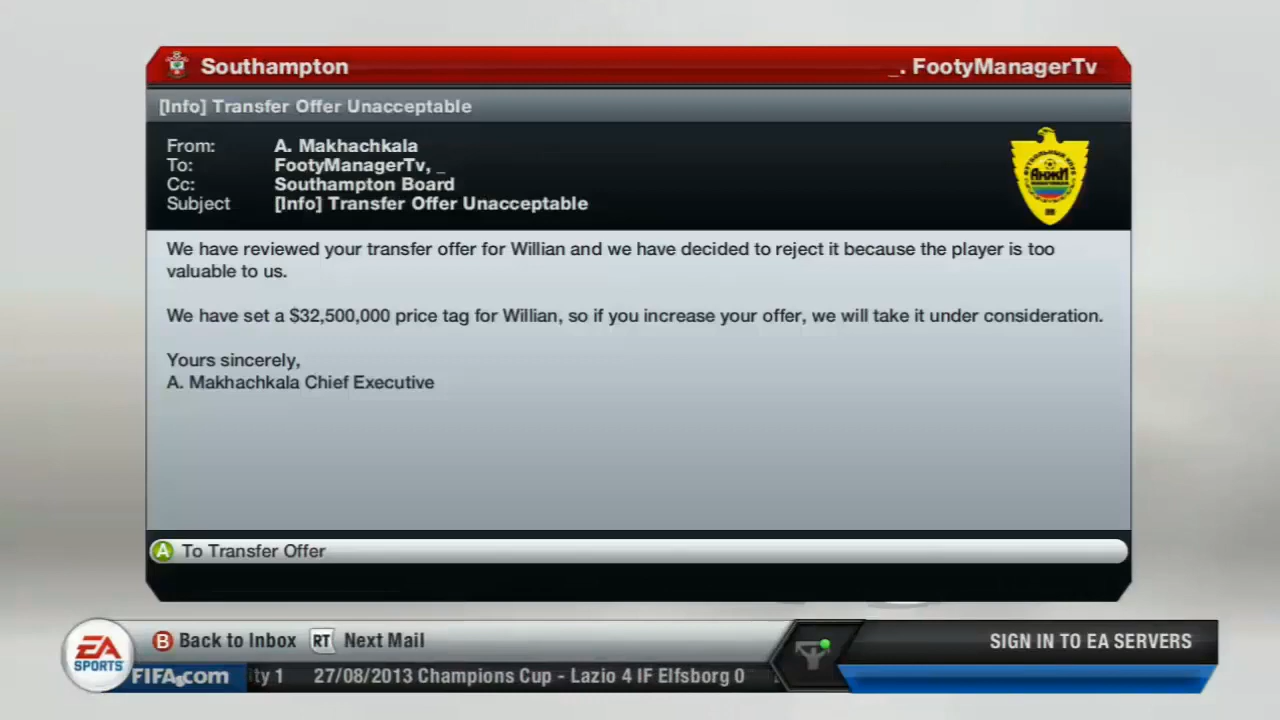 Southampton
_. FootyManagerTv
[Info] Transfer Offer Unacceptable
From: A. Makhachkala
To: FootyManagerTv, _
Cc: Southampton Board
Subject [Info] Transfer Offer Unacceptable
АНЖИ
We have reviewed your transfer offer for Willian and we have decided to reject it because the player is too
valuable to us.
We have set a $32,500,000 price tag for Willian, so if you increase your offer, we will take it under consideration.
Yours sincerely,
A. Makhachkala Chief Executive
A To Transfer Offer
B Back to Inbox RT Next Mail
SIGN IN TO EA SERVERS
EA
SPORTS
FIFA.com ity 1 27/08/2013 Champions Cup - Lazio 4 IF Elfsborg 0